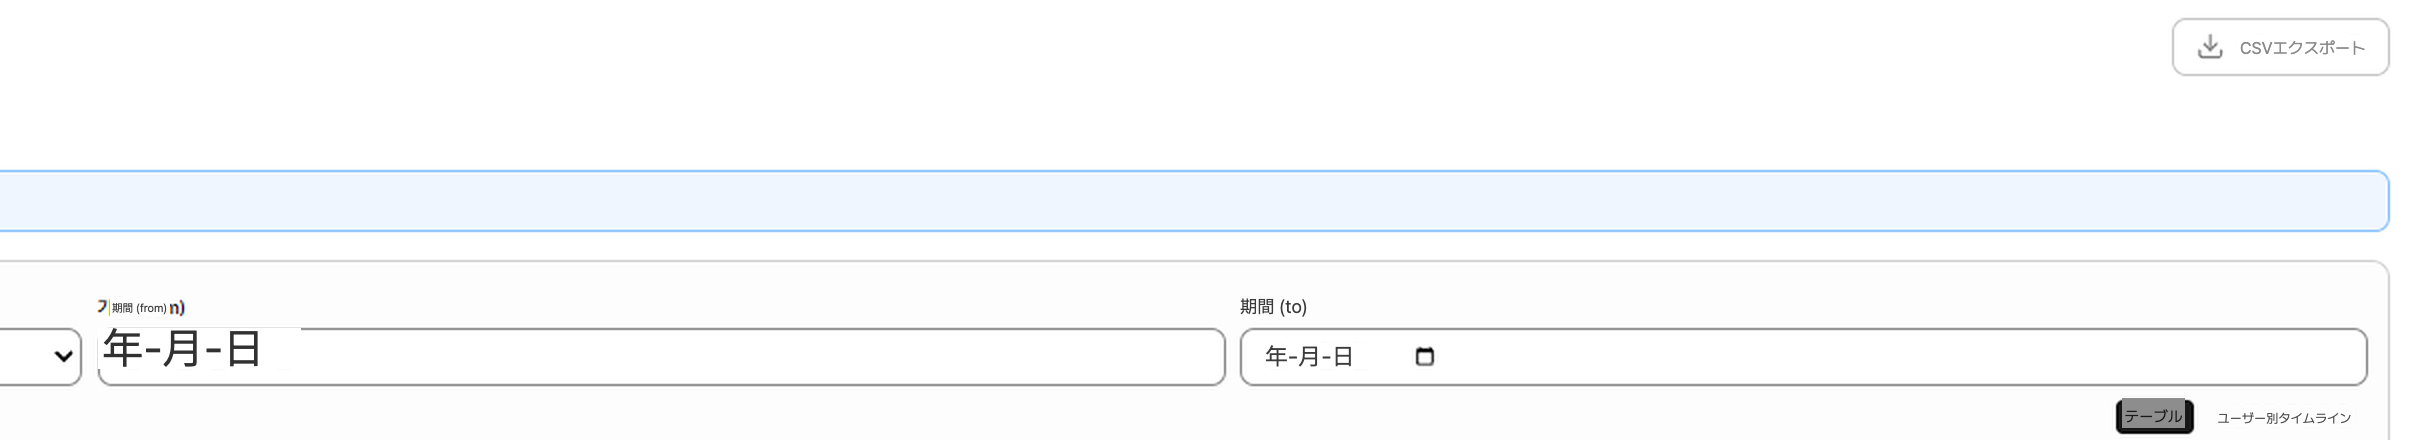 CSVエクスポート
期間 (from) n)
期間 (to)
年-月-日
年-月-日
テーブル
ユーザー別タイムライン